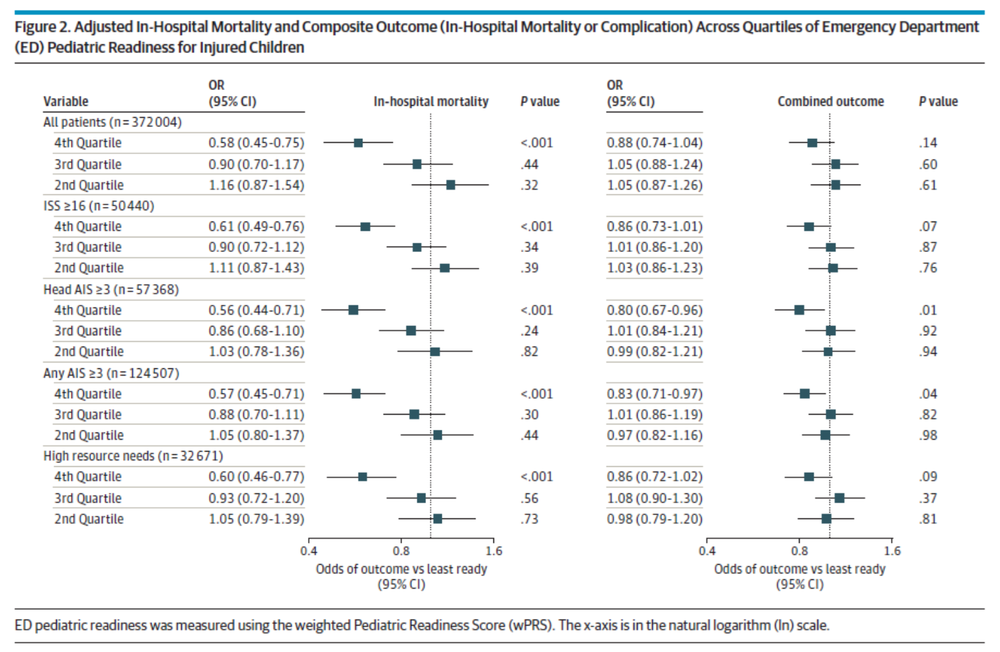 Figure 2. Adjusted In-Hospital Mortality and Composite Outcome (In-Hospital Mortality or Complication) Across Quartiles of Emergency Department
(ED) Pediatric Readiness for Injured Children
Variable OR (95% CI) In-hospital mortality P value OR (95% CI) Combined outcome P value
All patients (n=372 004)
4th Quartile 0.58 (0.45-0.75) <.001 0.88 (0.74-1.04) .14
3rd Quartile 0.90 (0.70-1.17) .44 1.05 (0.88-1.24) .60
2nd Quartile 1.16 (0.87-1.54) .32 1.05 (0.87-1.26) .61
ISS ≥16 (n=50 440)
4th Quartile 0.61 (0.49-0.76) <.001 0.86 (0.73-1.01) .07
3rd Quartile 0.90 (0.72-1.12) .34 1.01 (0.86-1.20) .87
2nd Quartile 1.11 (0.87-1.43) .39 1.03 (0.86-1.23) .76
Head AIS ≥3 (n=57 368)
4th Quartile 0.56 (0.44-0.71) <.001 0.80 (0.67-0.96) .01
3rd Quartile 0.86 (0.68-1.10) .24 1.01 (0.84-1.21) .92
2nd Quartile 1.03 (0.78-1.36) .82 0.99 (0.82-1.21) .94
Any AIS ≥3 (n=124 507)
4th Quartile 0.57 (0.45-0.71) <.001 0.83 (0.71-0.97) .04
3rd Quartile 0.88 (0.70-1.11) .30 1.01 (0.86-1.19) .82
2nd Quartile 1.05 (0.80-1.37) .44 0.97 (0.82-1.16) .98
High resource needs (n=32 671)
4th Quartile 0.60 (0.46-0.77) <.001 0.86 (0.72-1.02) .09
3rd Quartile 0.93 (0.72-1.20) .56 1.08 (0.90-1.30) .37
2nd Quartile 1.05 (0.79-1.39) .73 0.98 (0.79-1.20) .81
0.4 0.8 1.6 0.4 0.8 1.6
Odds of outcome vs least ready Odds of outcome vs least ready
(95% CI) (95% CI)
ED pediatric readiness was measured using the weighted Pediatric Readiness Score (wPRS). The x-axis is in the natural logarithm (ln) scale.